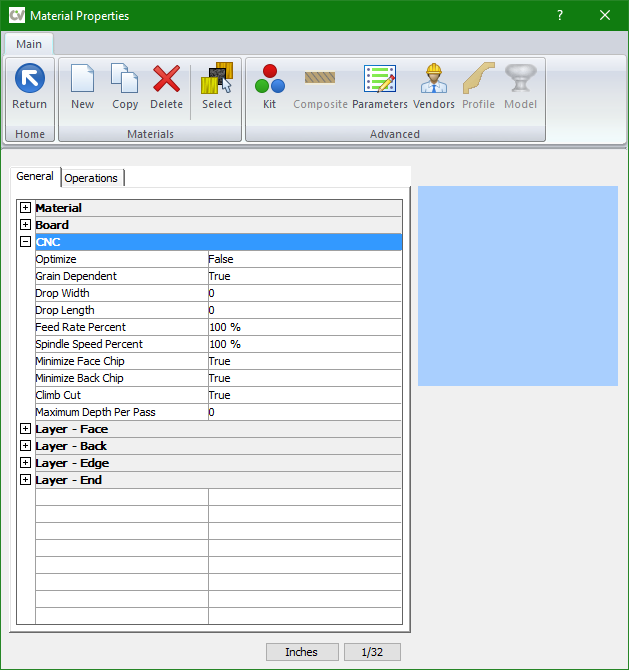 CV Material Properties ?
Main
Return New Copy Delete Select Kit Composite Parameters Vendors Profile Model
Home Materials Advanced
General Operations
Material
Board
CNC
Optimize False
Grain Dependent True
Drop Width 0
Drop Length 0
Feed Rate Percent 100 %
Spindle Speed Percent 100 %
Minimize Face Chip True
Minimize Back Chip True
Climb Cut True
Maximum Depth Per Pass 0
Layer - Face
Layer - Back
Layer - Edge
Layer - End
Inches 1/32